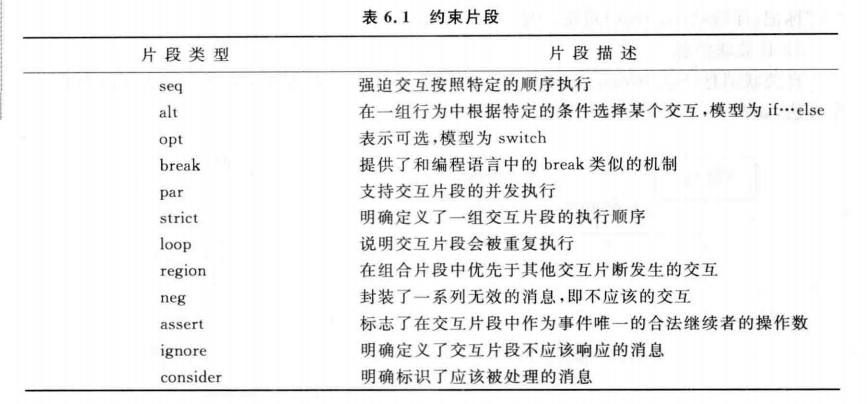 表 6.1 约束片段
片段类型 片段描述
seq 强迫交互按照特定的顺序执行
alt 在一组行为中根据特定的条件选择某个交互,模型为 if…else
opt 表示可选,模型为 switch
break 提供了和编程语言中的 break 类似的机制
par 支持交互片段的并发执行
strict 明确定义了一组交互片段的执行顺序
loop 说明交互片段会被重复执行
region 在组合片段中优先于其他交互片断发生的交互
neg 封装了一系列无效的消息,即不应该的交互
assert 标志了在交互片段中作为事件唯一的合法继续者的操作数
ignore 明确定义了交互片段不应该响应的消息
consider 明确标识了应该被处理的消息